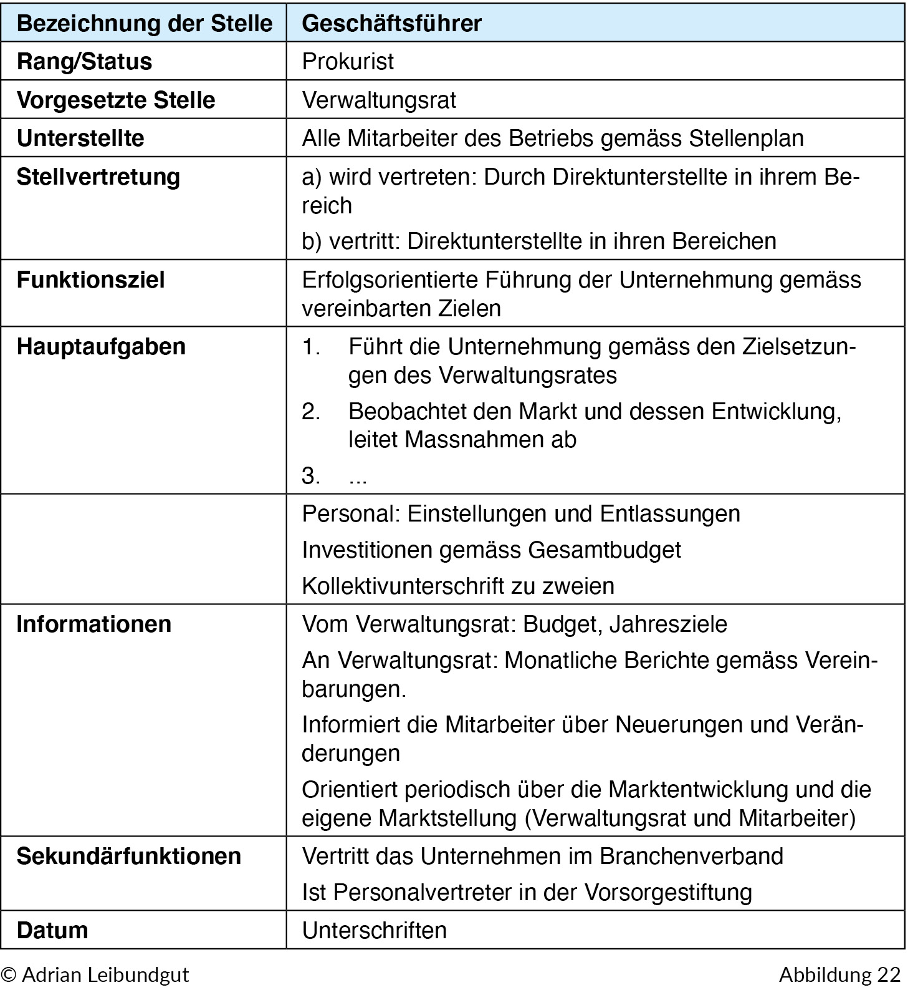 Bezeichnung der Stelle Geschäftsführer
Rang/Status Prokurist
Vorgesetzte Stelle Verwaltungsrat
Unterstellte Alle Mitarbeiter des Betriebs gemäss Stellenplan
Stellvertretung a) wird vertreten: Durch Direktunterstellte in ihrem Be-
reich
b) vertritt: Direktunterstellte in ihren Bereichen
Funktionsziel Erfolgsorientierte Führung der Unternehmung gemäss
vereinbarten Zielen
Hauptaufgaben 1. Führt die Unternehmung gemäss den Zielsetzun-
gen des Verwaltungsrates
2. Beobachtet den Markt und dessen Entwicklung,
leitet Massnahmen ab
3. ...
Personal: Einstellungen und Entlassungen
Investitionen gemäss Gesamtbudget
Kollektivunterschrift zu zweien
Informationen Vom Verwaltungsrat: Budget, Jahresziele
An Verwaltungsrat: Monatliche Berichte gemäss Verein-
barungen.
Informiert die Mitarbeiter über Neuerungen und Verän-
derungen
Orientiert periodisch über die Marktentwicklung und die
eigene Marktstellung (Verwaltungsrat und Mitarbeiter)
Sekundärfunktionen Vertritt das Unternehmen im Branchenverband
Ist Personalvertreter in der Vorsorgestiftung
Datum Unterschriften
© Adrian Leibundgut Abbildung 22